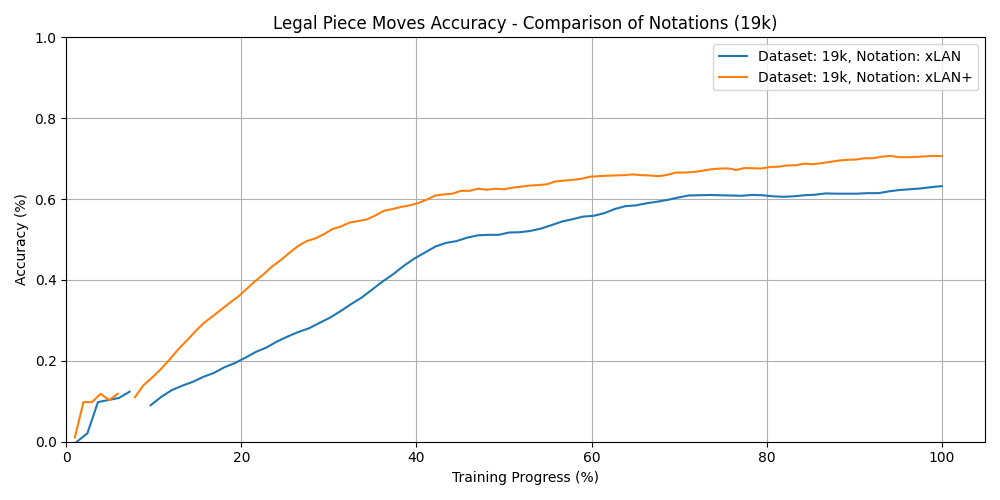 Legal Piece Moves Accuracy - Comparison of Notations (19k)
Dataset: 19k, Notation: xLAN
Dataset: 19k, Notation: xLAN+
Accuracy (%)
1.0
0.8
0.6
0.4
0.2
0.0
0 20 40 60 80 100
Training Progress (%)